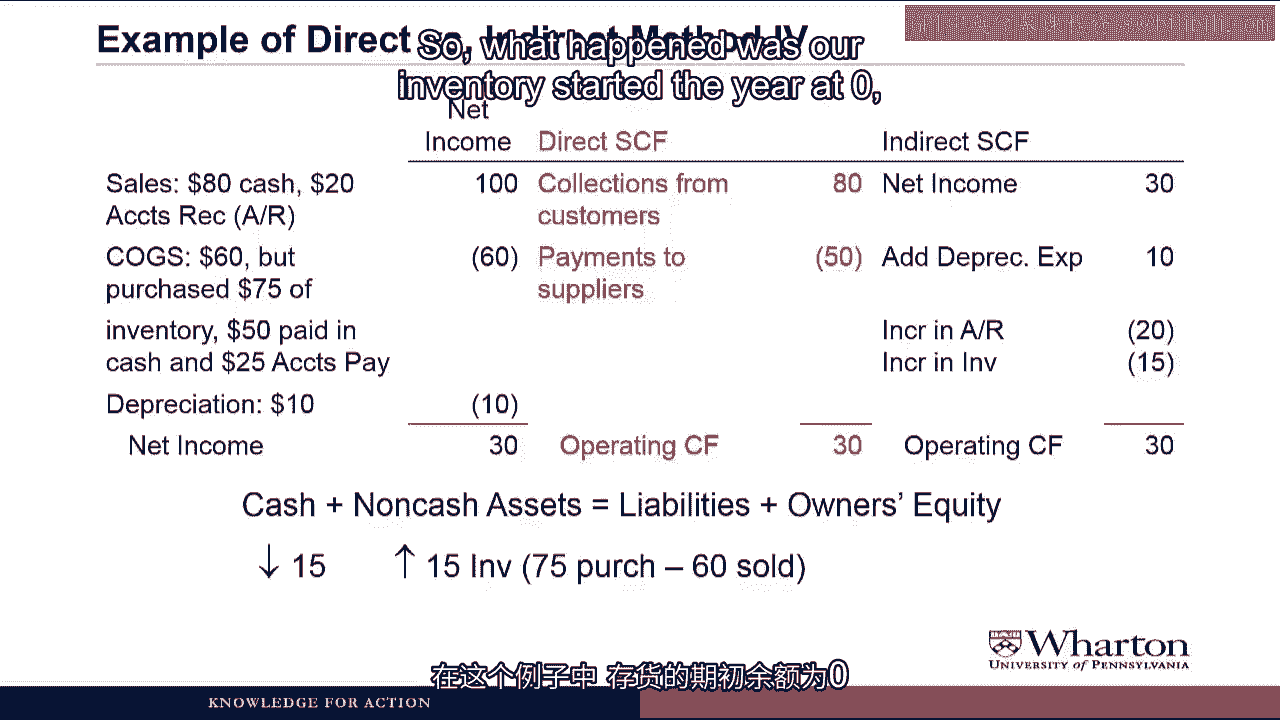 Example of Direct vs. Indirect Method IV
So, what happened was our
inventory started the year at 0,
Net
Income Direct SCF Indirect SCF
Sales: $80 cash, $20 100 Collections from 80 Net Income 30
Accts Rec (A/R) customers
COGS: $60, but (60) Payments to (50) Add Deprec. Exp 10
purchased $75 of suppliers
inventory, $50 paid in Incr in A/R (20)
cash and $25 Accts Pay Incr in Inv (15)
Depreciation: $10 (10)
Net Income 30 Operating CF 30 Operating CF 30
Cash + Noncash Assets = Liabilities + Owners' Equity
↓ 15 ↑ 15 Inv (75 purch – 60 sold)
Wharton
UNIVERSITY of PENNSYLVANIA
在这个例子中 存货的期初余额为0
KNOWLEDGE FOR ACTION